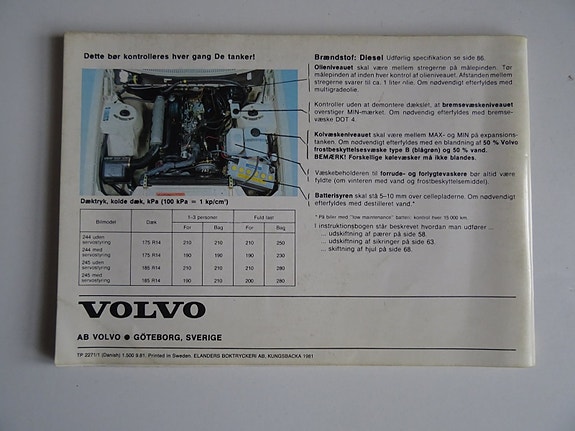 Dette bør kontrolleres hver gang De tanker!
Brændstof: Diesel Udførlig specifikation se side 86.
Olieniveauet skal være mellem stregerne på målepinden. Tør
målepinden af inden hver kontrol af olieniveauet. Afstanden mellem
stregerne svarer til ca. 1 liter olie. Om nødvendigt efterfyldes med
multigradeolie.
Kontroller uden at demontere dækslet, at bremsevæskeniveauet
overstiger MIN-mærket. Om nødvendigt efterfyldes med bremse-
væske DOT 4.
Kølvæskeniveauet skal være mellem MAX- og MIN på expansions-
tanken. Om nødvendigt efterfyldes med en blanding af 50 % Volvo
frostbeskyttelsesvæske type B (blågrøn) og 50 % vand.
BEMÆRK! Forskellige kølevæsker må ikke blandes.
Væskebeholderen til forrude- og forlygtevaskere bør altid være
fyldte (om vinteren med vand og frostbeskyttelsesmiddel).
Batterisyren skal stå 5–10 mm over cellepladerne. Om nødvendigt
efterfyldes med destilleret vand.*
* På biler med "low maintenance" batteri, kontrol hver 15 000 km.
I instruktionsbogen står beskrevet hvordan man udfører ...
... udskiftning af pærer på side 58.
... udskiftning af sikringer på side 63.
... skiftning af hjul på side 68.
Dæktryk, kolde dæk, kPa (100 kPa = 1 kp/cm²)
Bilmodel Dæk 1–3 personer Fuld last
For Bag For Bag
244 uden
servostyring 175 R14 210 210 210 250
244 med
servostyring 175 R14 190 190 190 230
245 uden
servostyring 185 R14 210 210 210 280
245 med
servostyring 185 R14 190 210 200 280
VOLVO
AB VOLVO ● GÖTEBORG, SVERIGE
TP 2271/1 (Danish) 1.500 9.81. Printed in Sweden. ELANDERS BOKTRYCKERI AB, KUNGSBACKA 1981